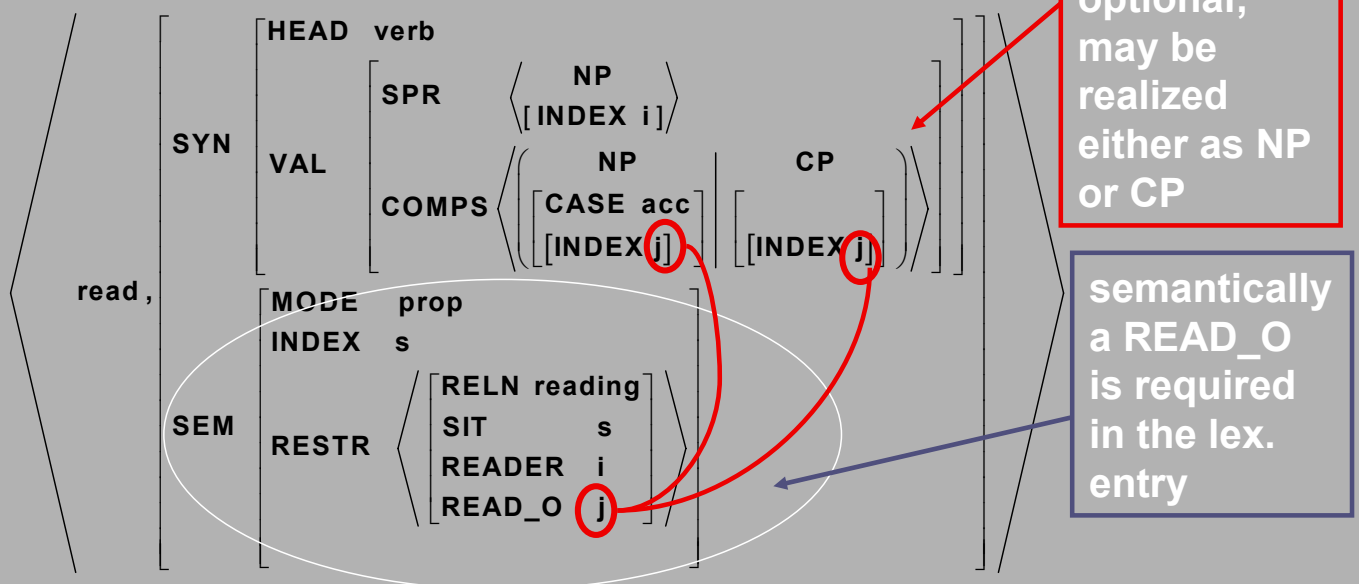 HEAD verb
SPR NP
[INDEX i]
SYN
VAL
COMPS NP | CP
CASE acc
[INDEX j] [INDEX j]
read ,
MODE prop
INDEX s
SEM
RESTR
RELN reading
SIT s
READER i
READ_O j
optional,
may be
realized
either as NP
or CP
semantically
a READ_O
is required
in the lex.
entry